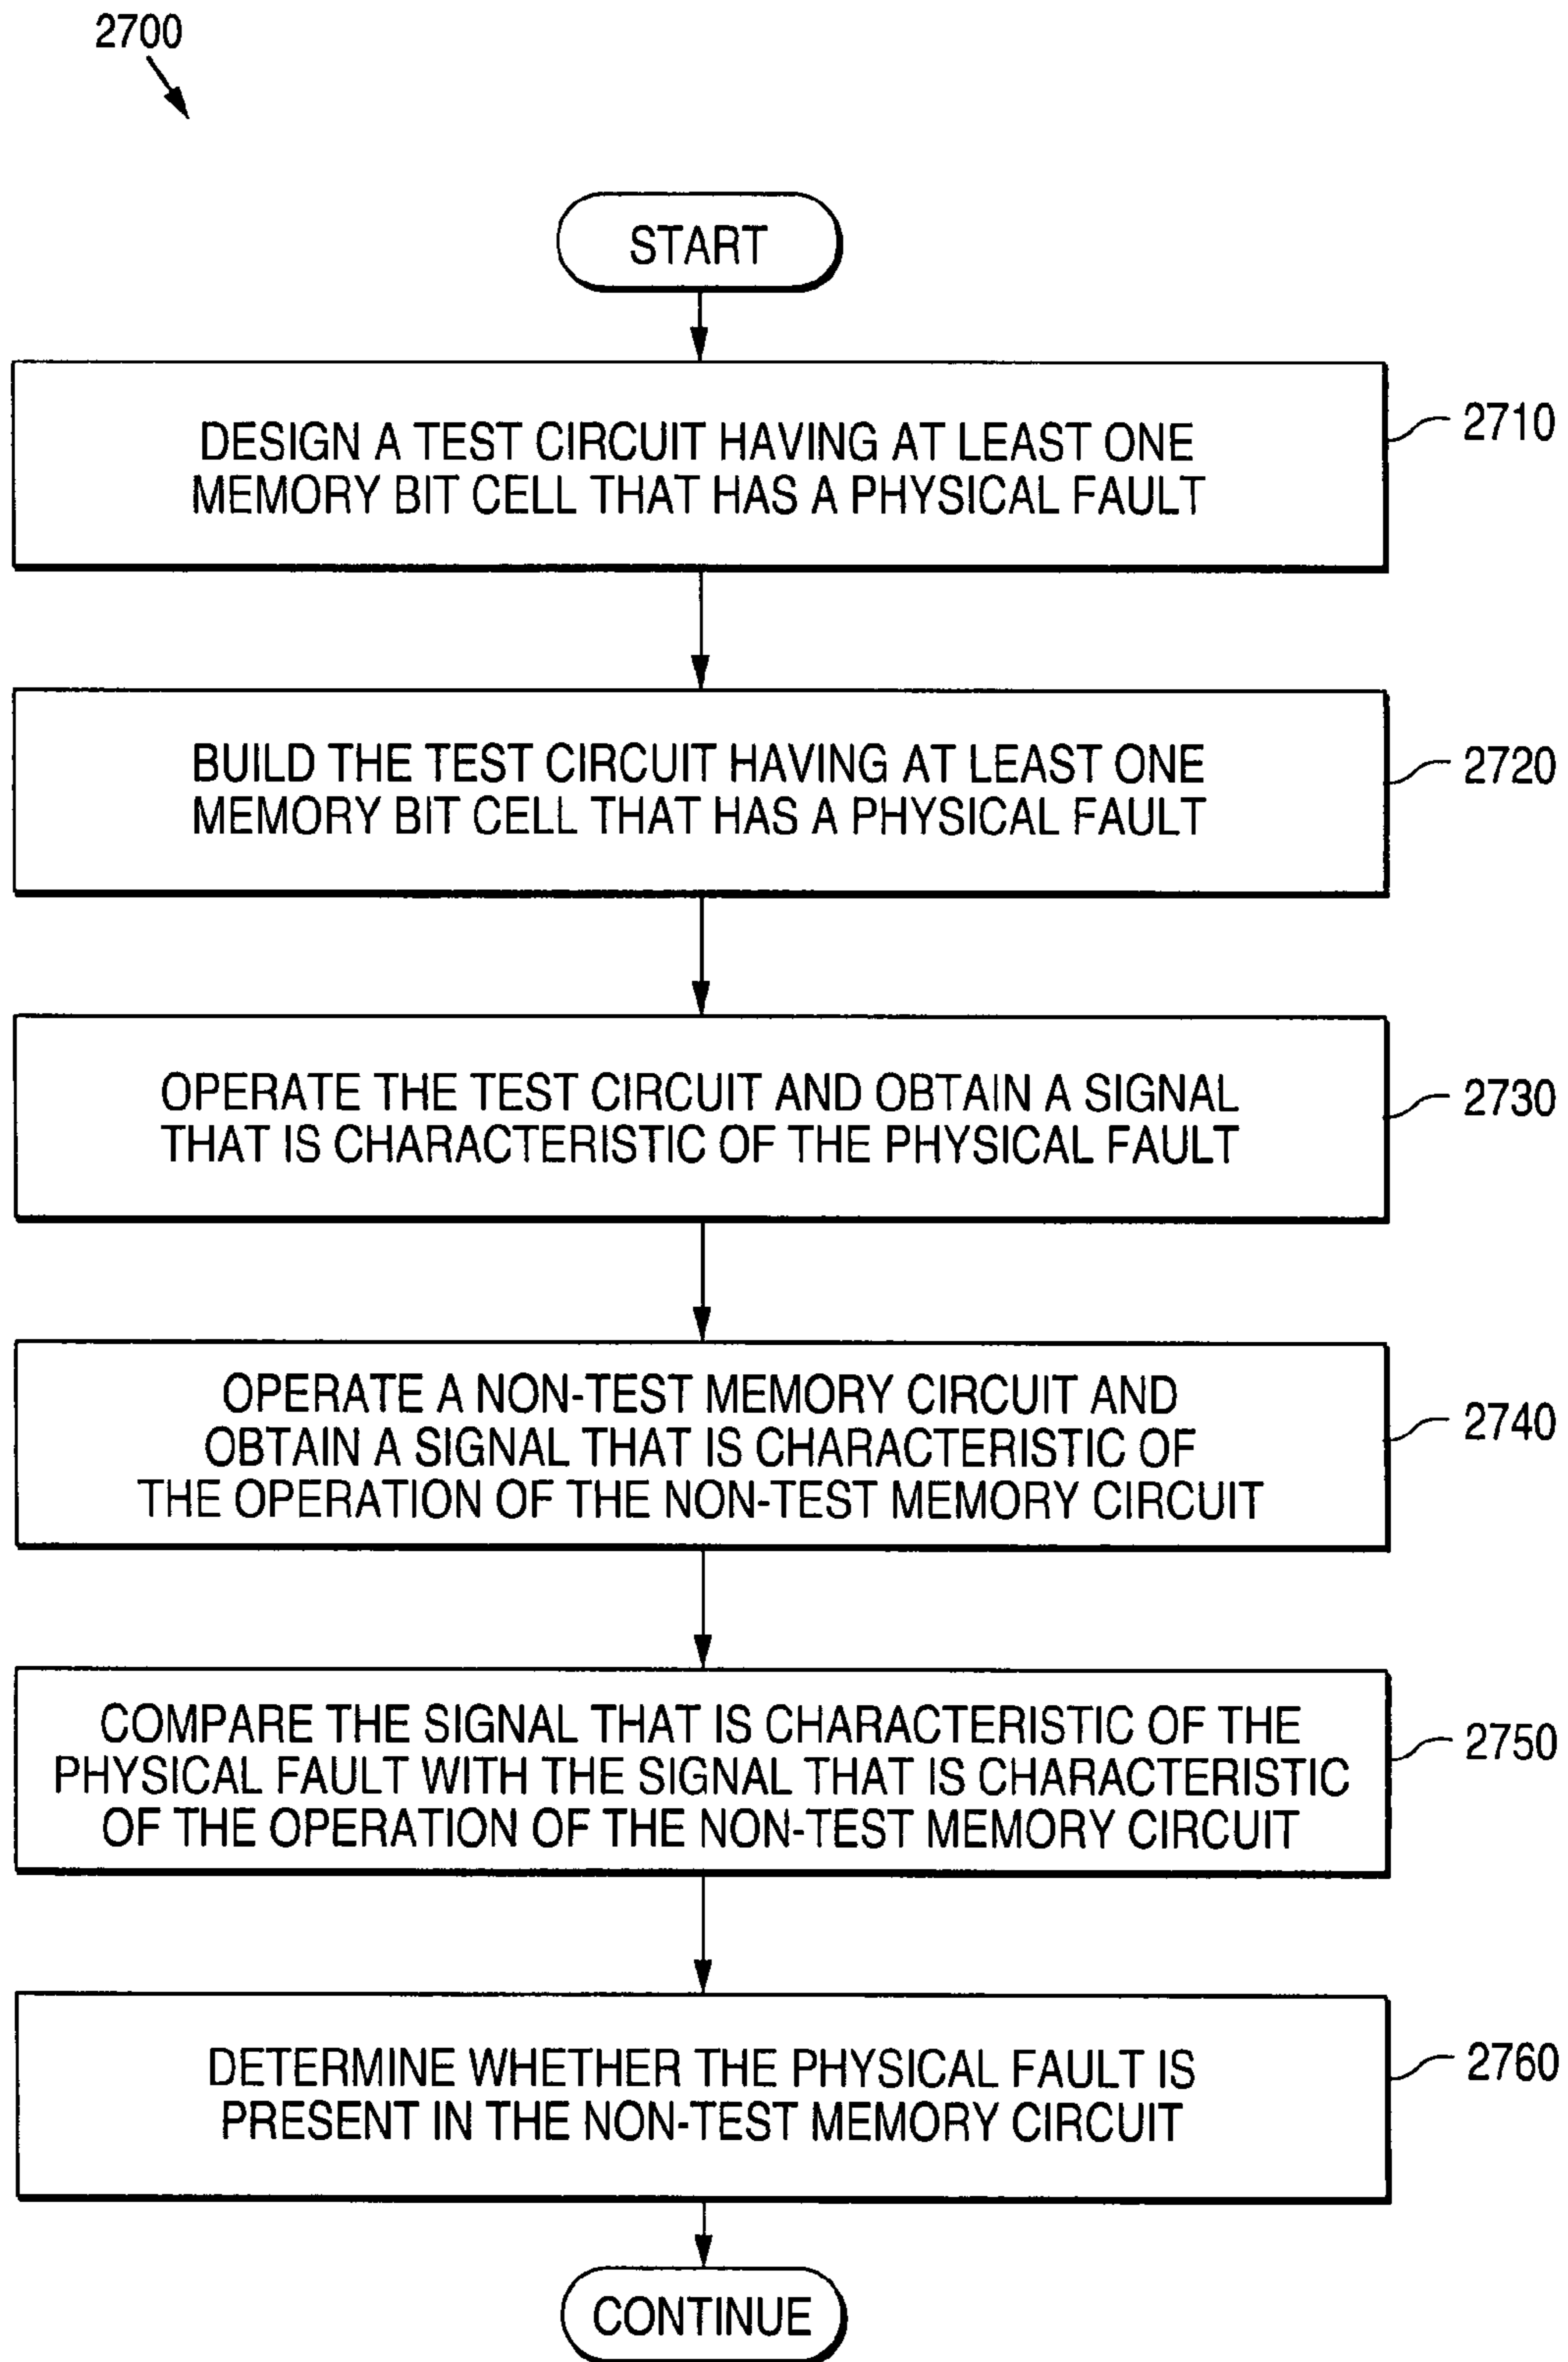 2700
START
DESIGN A TEST CIRCUIT HAVING AT LEAST ONE
MEMORY BIT CELL THAT HAS A PHYSICAL FAULT
2710
BUILD THE TEST CIRCUIT HAVING AT LEAST ONE
MEMORY BIT CELL THAT HAS A PHYSICAL FAULT
2720
OPERATE THE TEST CIRCUIT AND OBTAIN A SIGNAL
THAT IS CHARACTERISTIC OF THE PHYSICAL FAULT
2730
OPERATE A NON-TEST MEMORY CIRCUIT AND
OBTAIN A SIGNAL THAT IS CHARACTERISTIC OF
THE OPERATION OF THE NON-TEST MEMORY CIRCUIT
2740
COMPARE THE SIGNAL THAT IS CHARACTERISTIC OF THE
PHYSICAL FAULT WITH THE SIGNAL THAT IS CHARACTERISTIC
OF THE OPERATION OF THE NON-TEST MEMORY CIRCUIT
2750
DETERMINE WHETHER THE PHYSICAL FAULT IS
PRESENT IN THE NON-TEST MEMORY CIRCUIT
2760
CONTINUE